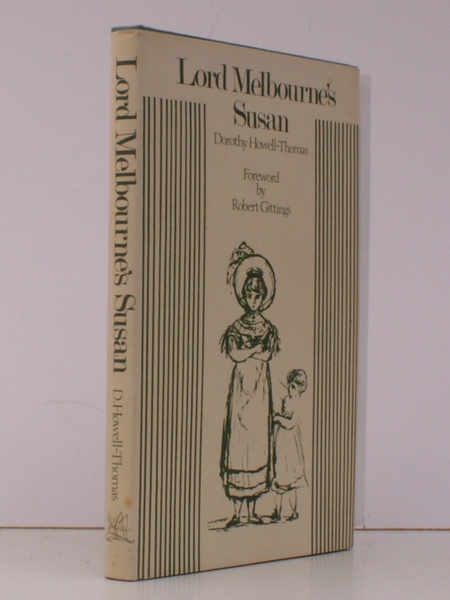 Lord Melbourne's
Susan
Dorothy Howell-Thomas
Foreword
by
Robert Gittings
Lord Melbourne's Susan
D. Howell-Thomas